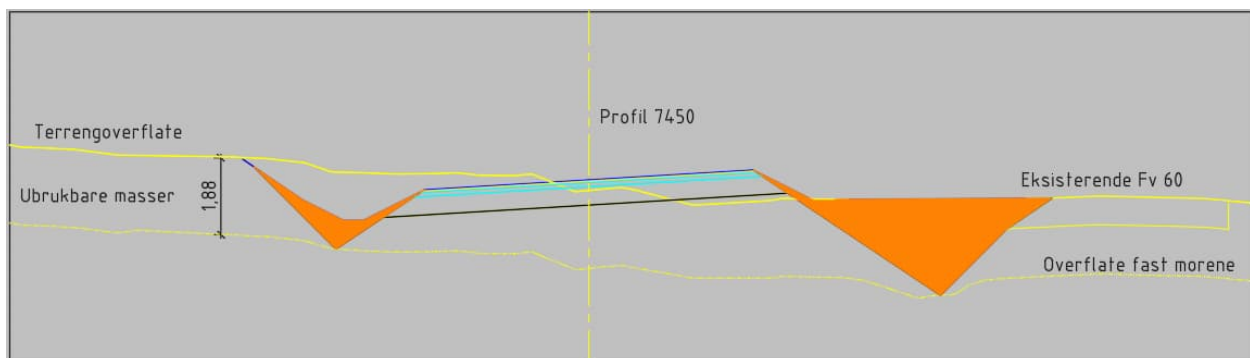 Profil 7450
Terrengoverflate
Ubrukbare masser
1,88
Eksisterende Fv 60
Overflate fast morene